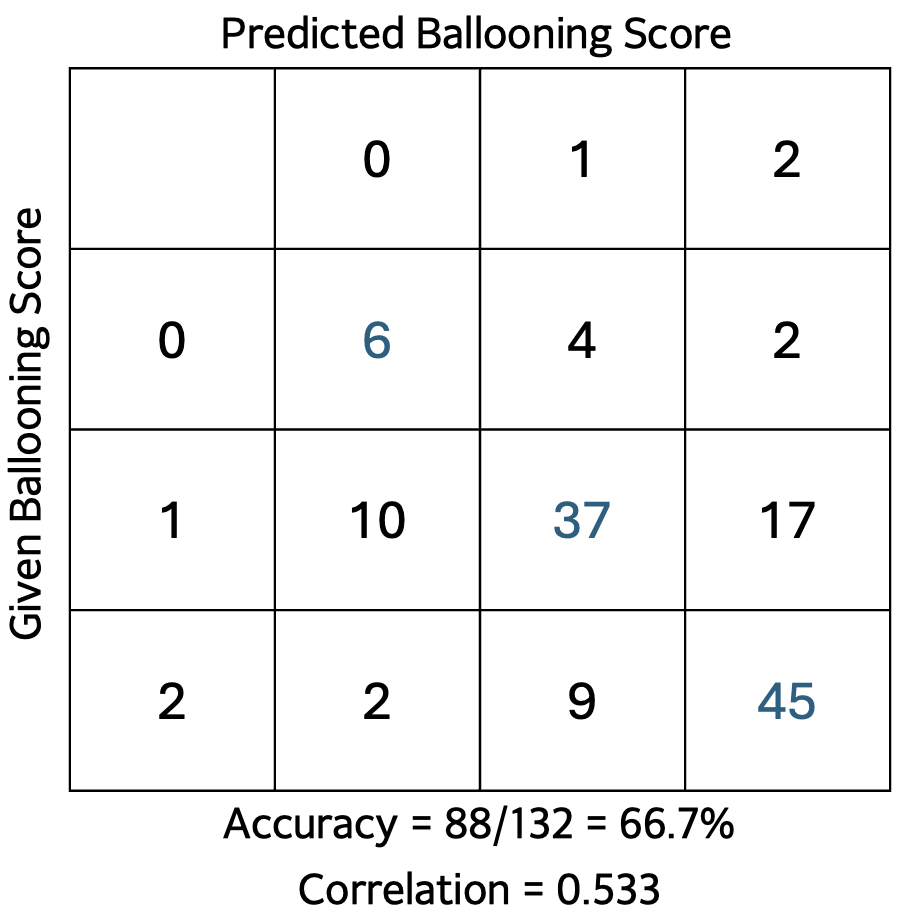 Predicted Ballooning Score
Given Ballooning Score
0 1 2
0 6 4 2
1 10 37 17
2 2 9 45
Accuracy = 88/132 = 66.7%
Correlation = 0.533